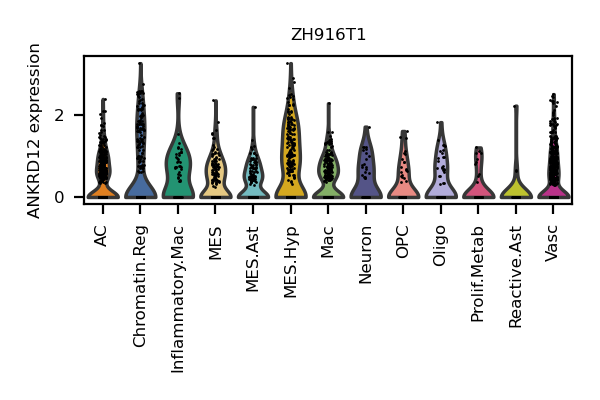 ZH916T1
ANKRD12 expression
2
0
AC
Chromatin.Reg
Inflammatory.Mac
MES
MES.Ast
MES.Hyp
Mac
Neuron
OPC
Oligo
Prolif.Metab
Reactive.Ast
Vasc